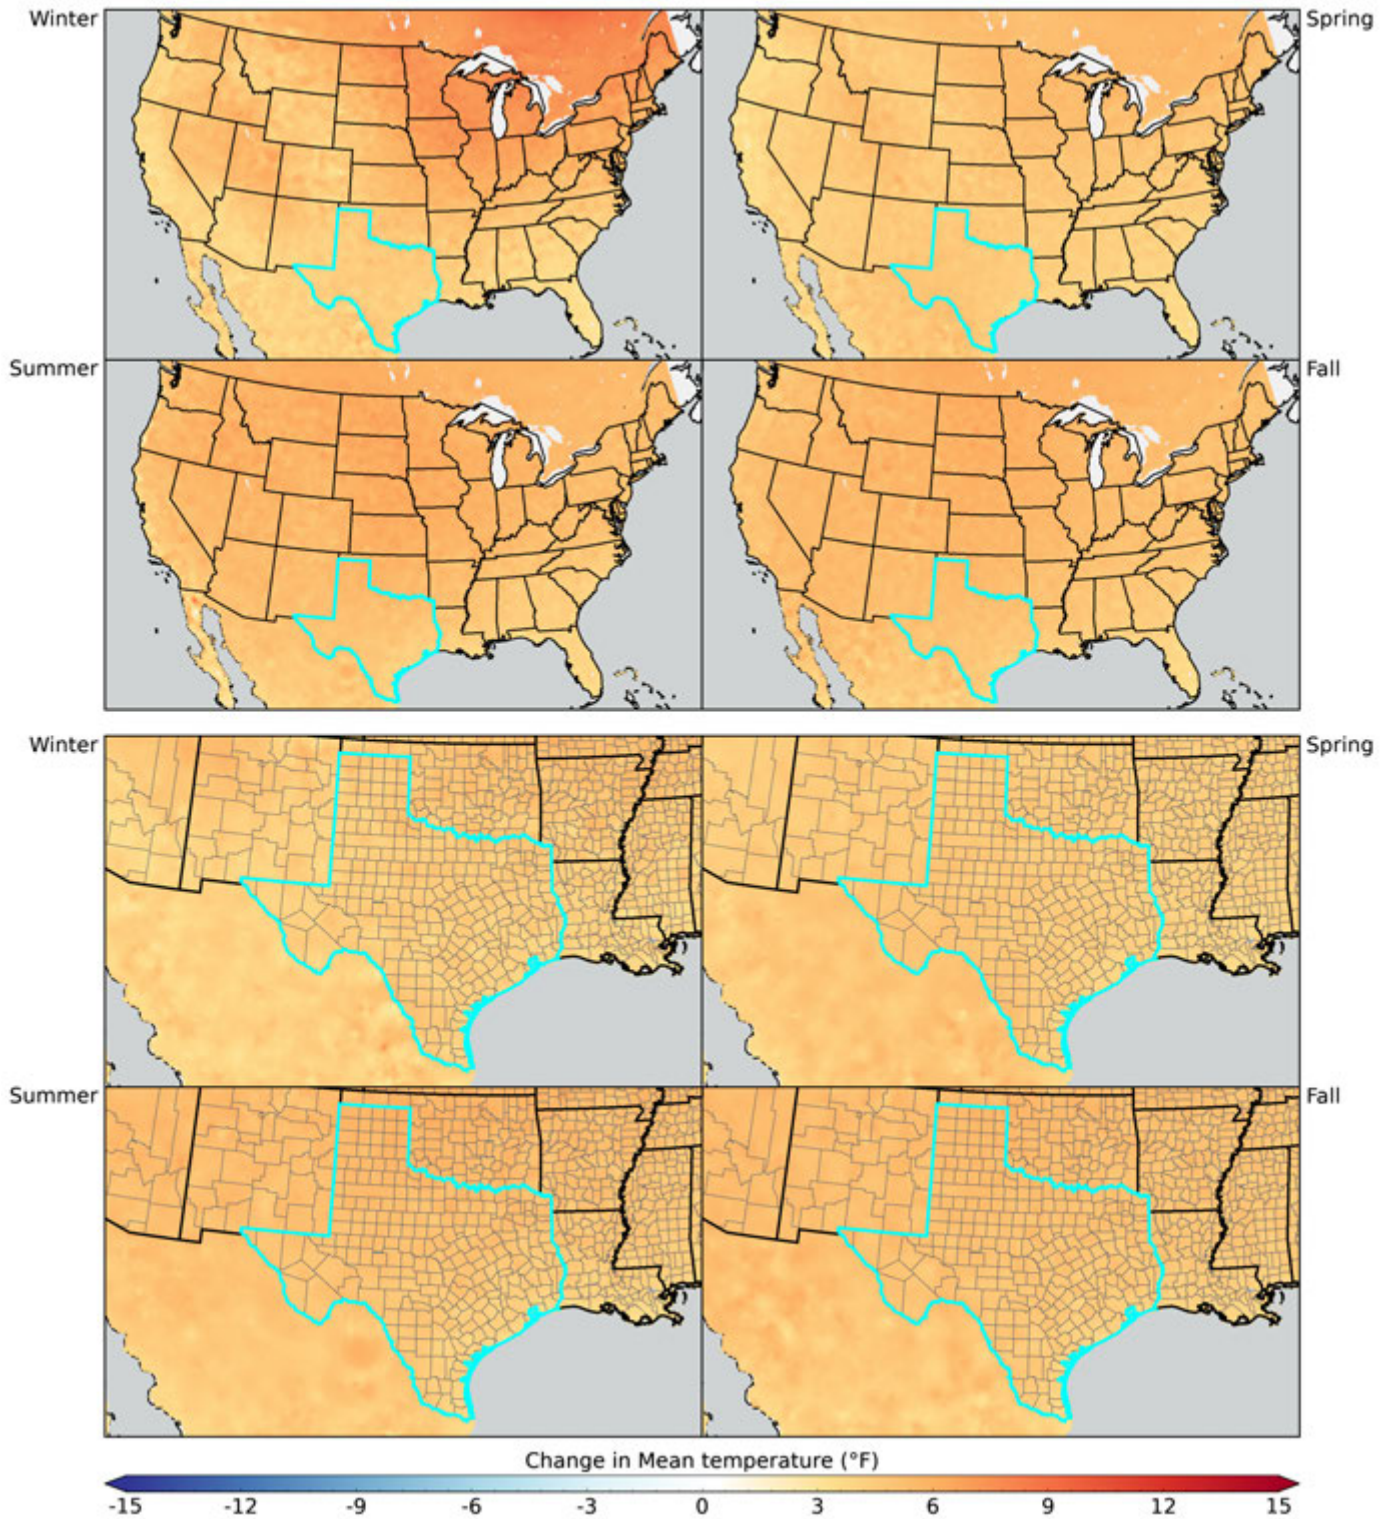 Winter
Spring
Summer
Fall
Winter
Spring
Summer
Fall
Change in Mean temperature (°F)
-15 -12 -9 -6 -3 0 3 6 9 12 15